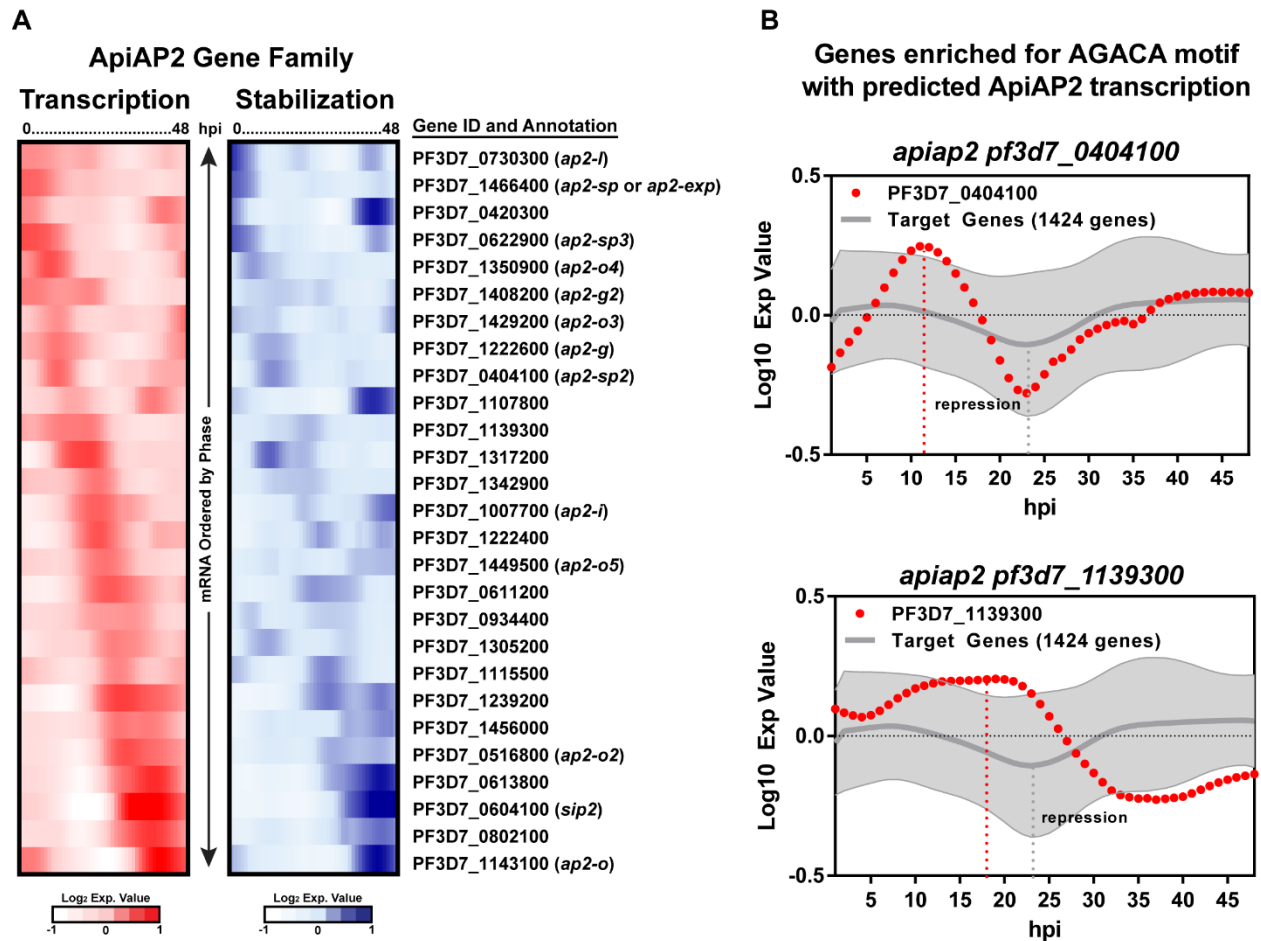 A
ApiAP2 Gene Family
Transcription
Stabilization
0.................................48
hpi
0.................................48
Gene ID and Annotation
mRNA Ordered by Phase
PF3D7_0730300 (ap2-l)
PF3D7_1466400 (ap2-sp or ap2-exp)
PF3D7_0420300
PF3D7_0622900 (ap2-sp3)
PF3D7_1350900 (ap2-o4)
PF3D7_1408200 (ap2-g2)
PF3D7_1429200 (ap2-o3)
PF3D7_1222600 (ap2-g)
PF3D7_0404100 (ap2-sp2)
PF3D7_1107800
PF3D7_1139300
PF3D7_1317200
PF3D7_1342900
PF3D7_1007700 (ap2-i)
PF3D7_1222400
PF3D7_1449500 (ap2-o5)
PF3D7_0611200
PF3D7_0934400
PF3D7_1305200
PF3D7_1115500
PF3D7_1239200
PF3D7_1456000
PF3D7_0516800 (ap2-o2)
PF3D7_0613800
PF3D7_0604100 (sip2)
PF3D7_0802100
PF3D7_1143100 (ap2-o)
Log2 Exp. Value
-1 0 1
Log2 Exp. Value
-1 0 1
B
Genes enriched for AGACA motif
with predicted ApiAP2 transcription
apiap2 pf3d7_0404100
0.5
PF3D7_0404100
Target Genes (1424 genes)
Log10 Exp Value
0.0
repression
-0.5
5 10 15 20 25 30 35 40 45
hpi
apiap2 pf3d7_1139300
0.5
PF3D7_1139300
Target Genes (1424 genes)
Log10 Exp Value
0.0
repression
-0.5
5 10 15 20 25 30 35 40 45
hpi